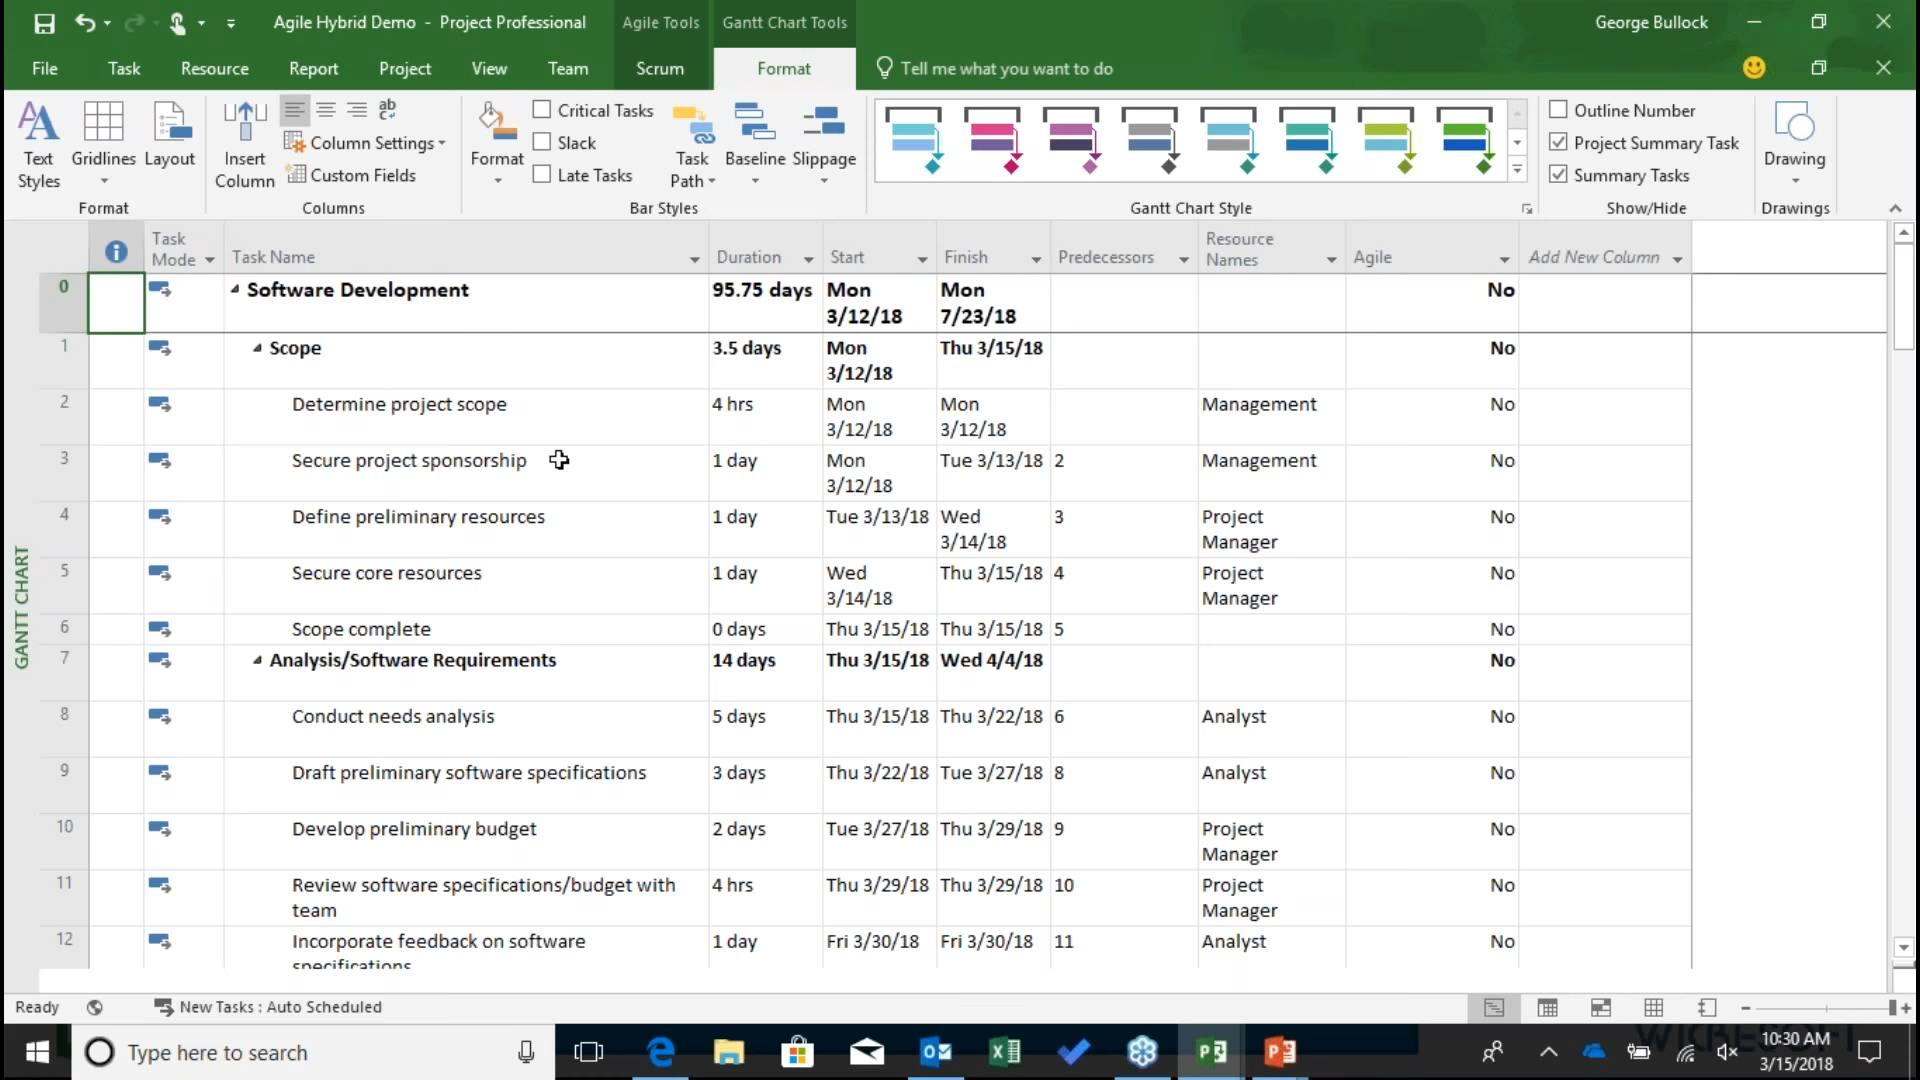 Agile Hybrid Demo - Project Professional
Agile Tools
Gantt Chart Tools
George Bullock
File Task Resource Report Project View Team Scrum Format Tell me what you want to do
Text Styles
Gridlines
Layout
Format
Insert Column
ab
Column Settings
Custom Fields
Columns
Format
Critical Tasks
Slack
Late Tasks
Task Path
Baseline
Slippage
Bar Styles
Gantt Chart Style
Outline Number
Project Summary Task
Summary Tasks
Show/Hide
Drawing
Drawings
Task Mode Task Name Duration Start Finish Predecessors Resource Names Agile Add New Column
0 Software Development 95.75 days Mon 3/12/18 Mon 7/23/18 No
1 Scope 3.5 days Mon 3/12/18 Thu 3/15/18 No
2 Determine project scope 4 hrs Mon 3/12/18 Mon 3/12/18 Management No
3 Secure project sponsorship 1 day Mon 3/12/18 Tue 3/13/18 2 Management No
4 Define preliminary resources 1 day Tue 3/13/18 Wed 3/14/18 3 Project Manager No
5 Secure core resources 1 day Wed 3/14/18 Thu 3/15/18 4 Project Manager No
6 Scope complete 0 days Thu 3/15/18 Thu 3/15/18 5 No
7 Analysis/Software Requirements 14 days Thu 3/15/18 Wed 4/4/18 No
8 Conduct needs analysis 5 days Thu 3/15/18 Thu 3/22/18 6 Analyst No
9 Draft preliminary software specifications 3 days Thu 3/22/18 Tue 3/27/18 8 Analyst No
10 Develop preliminary budget 2 days Tue 3/27/18 Thu 3/29/18 9 Project Manager No
11 Review software specifications/budget with team 4 hrs Thu 3/29/18 Thu 3/29/18 10 Project Manager No
12 Incorporate feedback on software specifications 1 day Fri 3/30/18 Fri 3/30/18 11 Analyst No
GANTT CHART
Ready New Tasks : Auto Scheduled
Type here to search
10:30 AM
3/15/2018